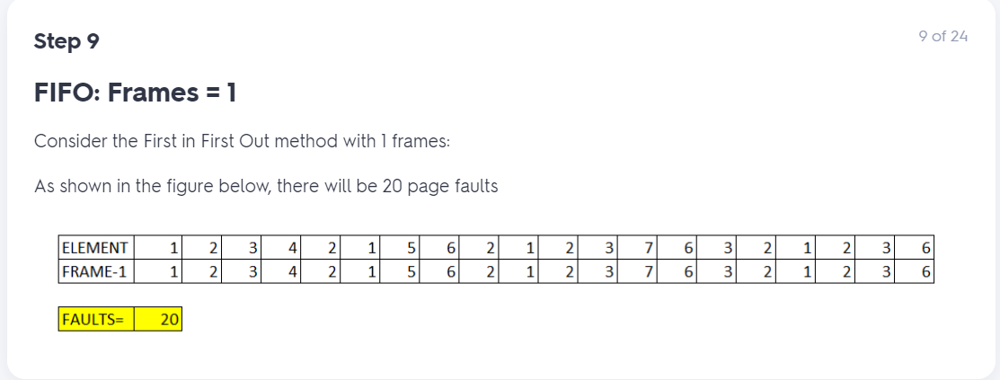 Step 9
9 of 24
FIFO: Frames = 1
Consider the First in First Out method with 1 frames:
As shown in the figure below, there will be 20 page faults
ELEMENT 1 2 3 4 2 1 5 6 2 1 2 3 7 6 3 2 1 2 3 6
FRAME-1 1 2 3 4 2 1 5 6 2 1 2 3 7 6 3 2 1 2 3 6
FAULTS= 20